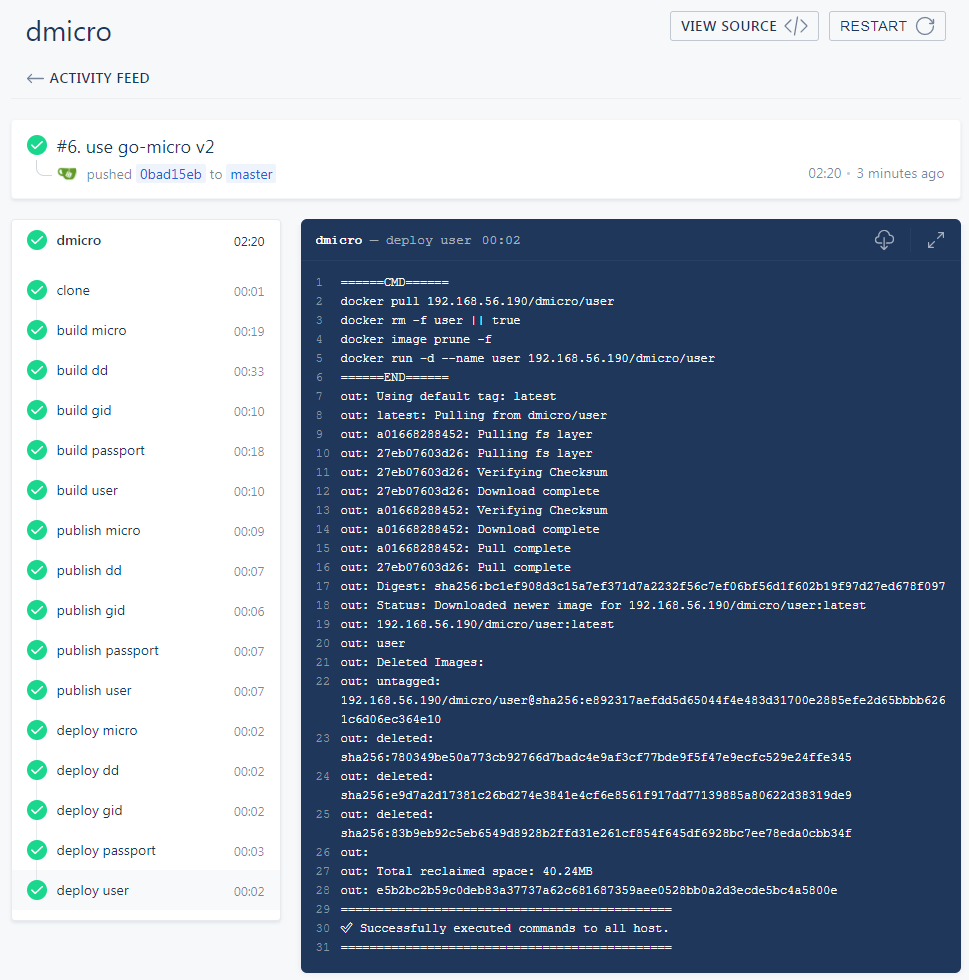 dmicro
VIEW SOURCE </>
RESTART
← ACTIVITY FEED
#6. use go-micro v2
pushed 0bad15eb to master
02:20 • 3 minutes ago
dmicro 02:20
clone 00:01
build micro 00:19
build dd 00:33
build gid 00:10
build passport 00:18
build user 00:10
publish micro 00:09
publish dd 00:07
publish gid 00:06
publish passport 00:07
publish user 00:07
deploy micro 00:02
deploy dd 00:02
deploy gid 00:02
deploy passport 00:03
deploy user 00:02
dmicro — deploy user 00:02
1 ======CMD======
2 docker pull 192.168.56.190/dmicro/user
3 docker rm -f user || true
4 docker image prune -f
5 docker run -d --name user 192.168.56.190/dmicro/user
6 ======END======
7 out: Using default tag: latest
8 out: latest: Pulling from dmicro/user
9 out: a01668288452: Pulling fs layer
10 out: 27eb07603d26: Pulling fs layer
11 out: 27eb07603d26: Verifying Checksum
12 out: 27eb07603d26: Download complete
13 out: a01668288452: Verifying Checksum
14 out: a01668288452: Download complete
15 out: a01668288452: Pull complete
16 out: 27eb07603d26: Pull complete
17 out: Digest: sha256:bc1ef908d3c15a7ef371d7a2232f56c7ef06bf56d1f602b19f97d27ed678f097
18 out: Status: Downloaded newer image for 192.168.56.190/dmicro/user:latest
19 out: 192.168.56.190/dmicro/user:latest
20 out: user
21 out: Deleted Images:
22 out: untagged:
192.168.56.190/dmicro/user@sha256:e892317aefdd5d65044f4e483d31700e2885efe2d65bbbb626
1c6d06ec364e10
23 out: deleted:
sha256:780349be50a773cb92766d7badc4e9af3cf77bde9f5f47e9ecfc529e24ffe345
24 out: deleted:
sha256:e9d7a2d17381c26bd274e3841e4cf6e8561f917dd77139885a80622d38319de9
25 out: deleted:
sha256:83b9eb92c5eb6549d8928b2ffd31e261cf854f645df6928bc7ee78eda0cbb34f
26 out:
27 out: Total reclaimed space: 40.24MB
28 out: e5b2bc2b59c0deb83a37737a62c681687359aee0528bb0a2d3ecde5bc4a5800e
29 ==============================================
30 ✅ Successfully executed commands to all host.
31 ==============================================